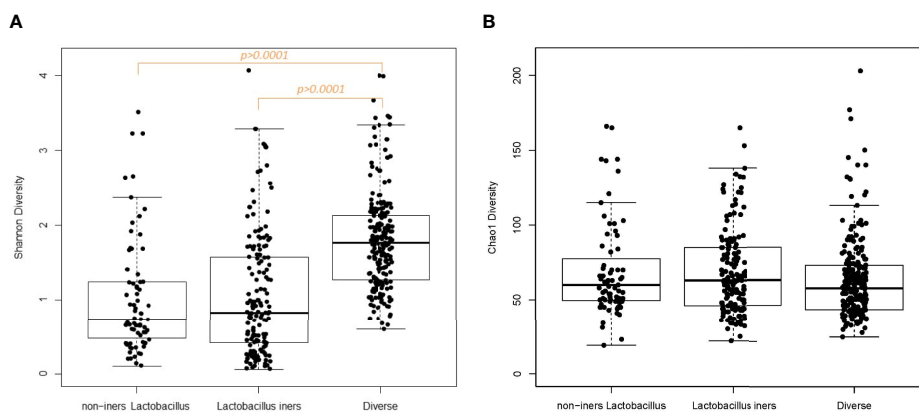 A
Shannon Diversity
4
3
2
1
0
p>0.0001
p>0.0001
non-iners Lactobacillus
Lactobacillus iners
Diverse
B
Chao1 Diversity
200
150
100
50
0
non-iners Lactobacillus
Lactobacillus iners
Diverse